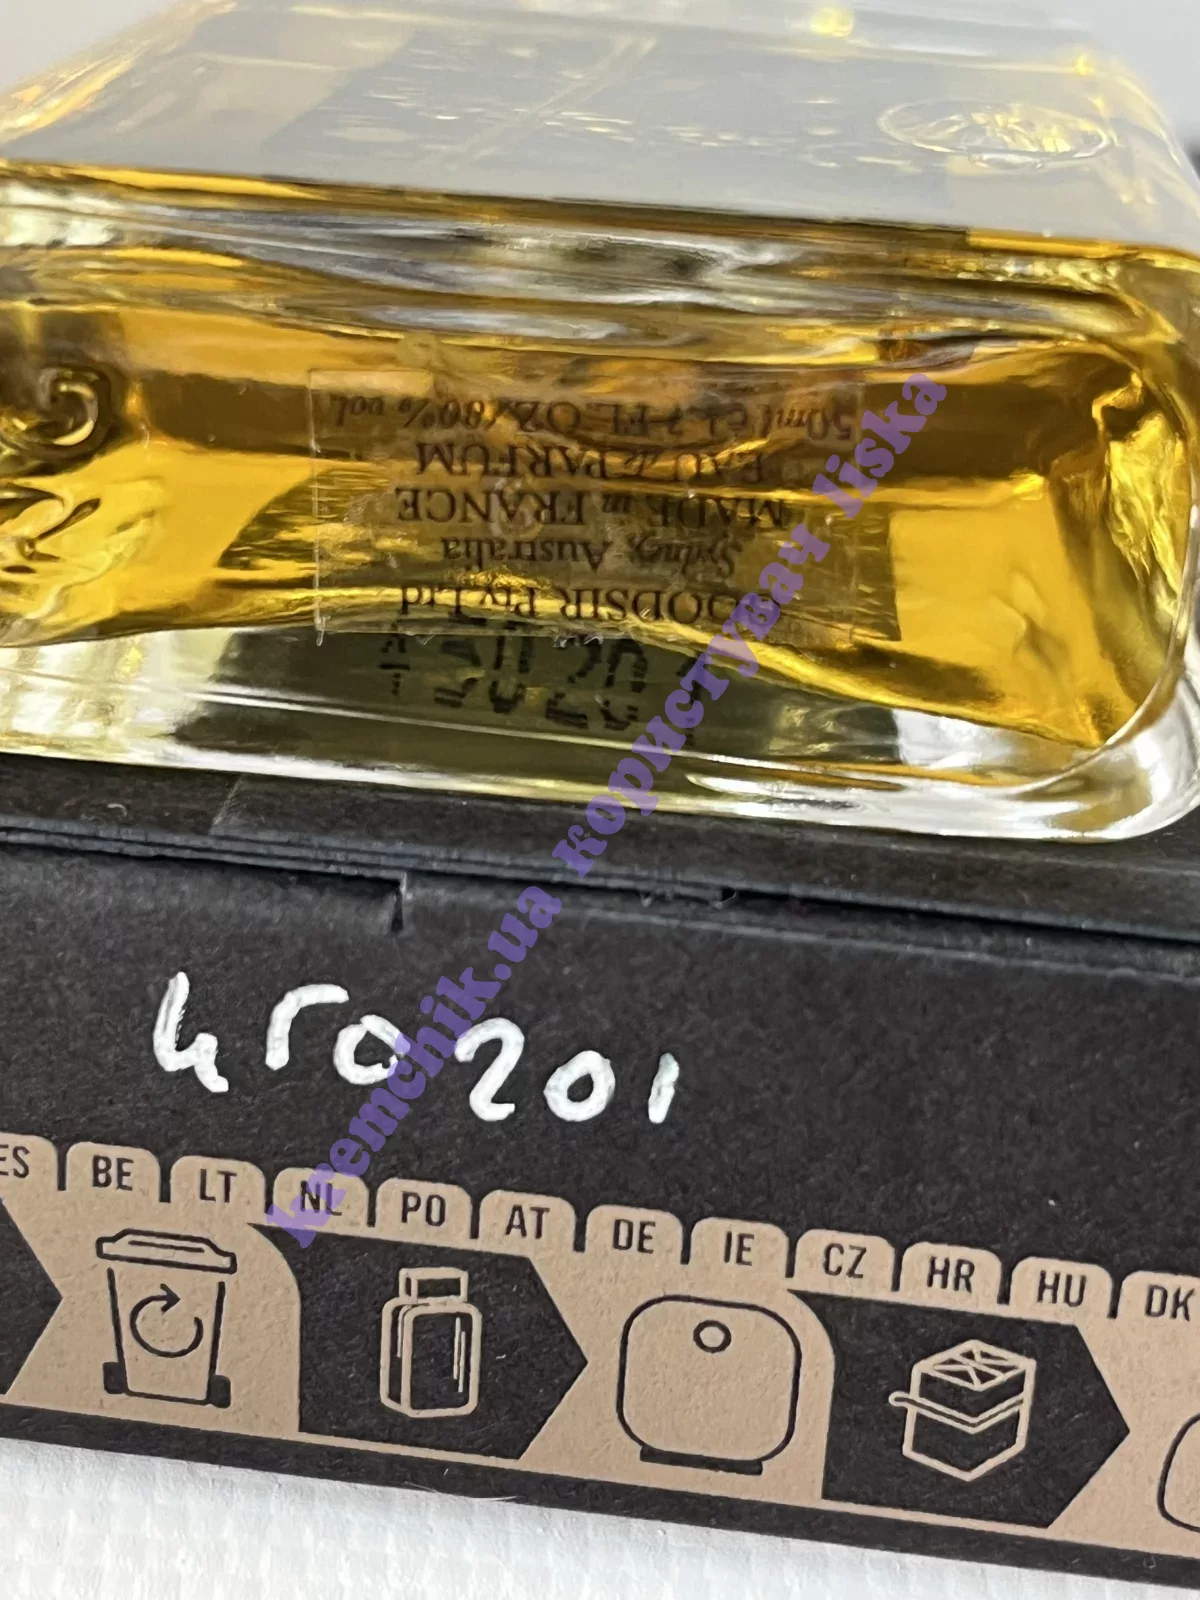 50ml e 1.7 FL OZ /80% vol.
EAU de PARFUM
MADE in FRANCE
Sydney, Australia
GOODSIR Pty Ltd
kremchik.ua користувач liska
ES BE LT NL PO AT DE IE CZ HR HU DK